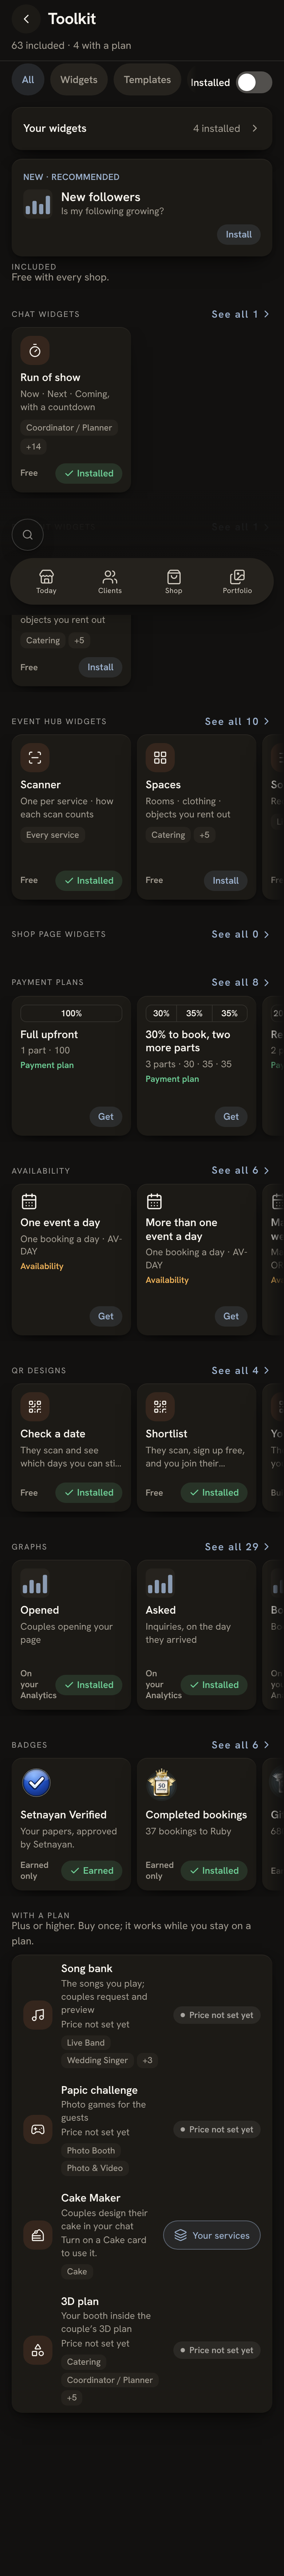 Toolkit
63 included · 4 with a plan
All
Widgets
Templates
Installed
Your widgets
4 installed
NEW · RECOMMENDED
New followers
Is my following growing?
Install
INCLUDED
Free with every shop.
CHAT WIDGETS
See all 1
Run of show
Now · Next · Coming,
with a countdown
Coordinator / Planner
+14
Free
Installed
See all 1
Today
Clients
Shop
Portfolio
objects you rent out
Catering
+5
Free
Install
EVENT HUB WIDGETS
See all 10
Scanner
One per service · how
each scan counts
Every service
Free
Installed
Spaces
Rooms · clothing ·
objects you rent out
Catering
+5
Free
Install
Free
SHOP PAGE WIDGETS
See all 0
PAYMENT PLANS
See all 8
100%
Full upfront
1 part · 100
Payment plan
Get
30%
35%
35%
30% to book, two
more parts
3 parts · 30 · 35 · 35
Payment plan
Get
AVAILABILITY
See all 6
One event a day
One booking a day · AV-
DAY
Availability
Get
More than one
event a day
One booking a day · AV-
DAY
Availability
Get
QR DESIGNS
See all 4
Check a date
They scan and see
which days you can sti...
Free
Installed
Shortlist
They scan, sign up free,
and you join their...
Free
Installed
GRAPHS
See all 29
Opened
Couples opening your
page
On
your
Analytics
Installed
Asked
Inquiries, on the day
they arrived
On
your
Analytics
Installed
BADGES
See all 6
Setnayan Verified
Your papers, approved
by Setnayan.
Earned
only
Earned
50
Completed bookings
37 bookings to Ruby
Earned
only
Installed
WITH A PLAN
Plus or higher. Buy once; it works while you stay on a
plan.
Song bank
The songs you play;
couples request and
preview
Price not set yet
Live Band
Wedding Singer
+3
Price not set yet
Papic challenge
Photo games for the
guests
Price not set yet
Photo Booth
Photo & Video
Price not set yet
Cake Maker
Couples design their
cake in your chat
Turn on a Cake card
to use it.
Cake
Your services
3D plan
Your booth inside the
couple's 3D plan
Price not set yet
Catering
Coordinator / Planner
+5
Price not set yet